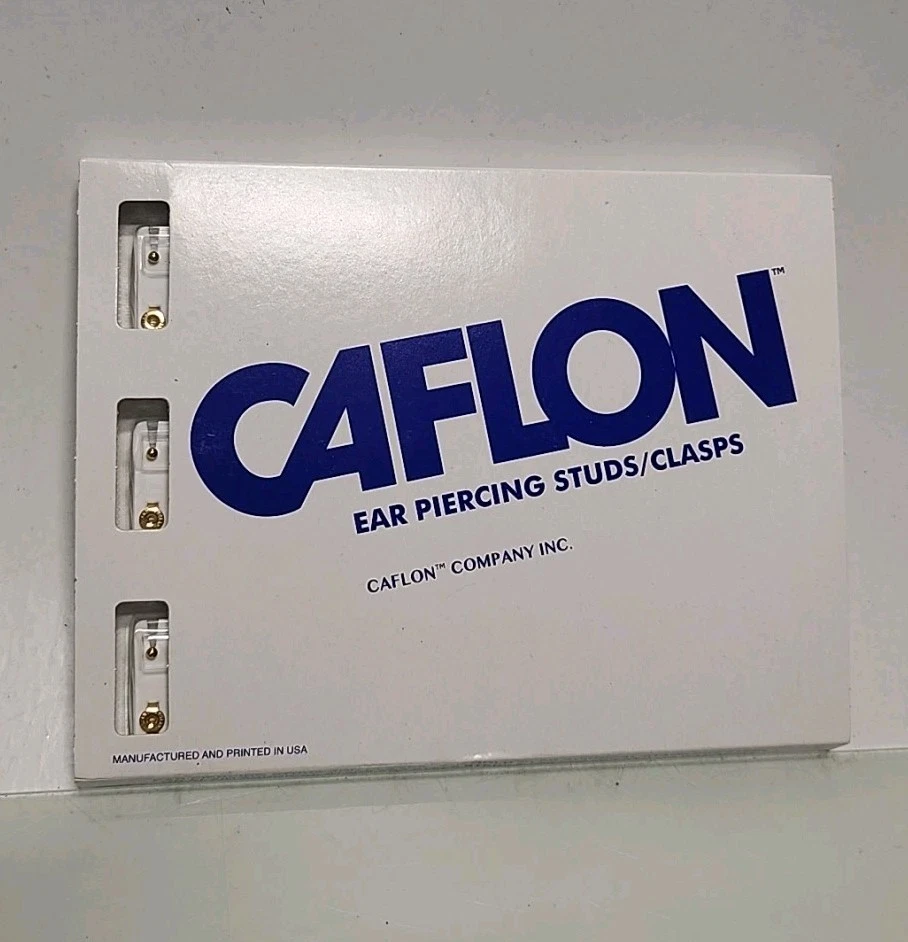 CAFLON™
EAR PIERCING STUDS/CLASPS
CAFLON™ COMPANY INC.
MANUFACTURED AND PRINTED IN USA